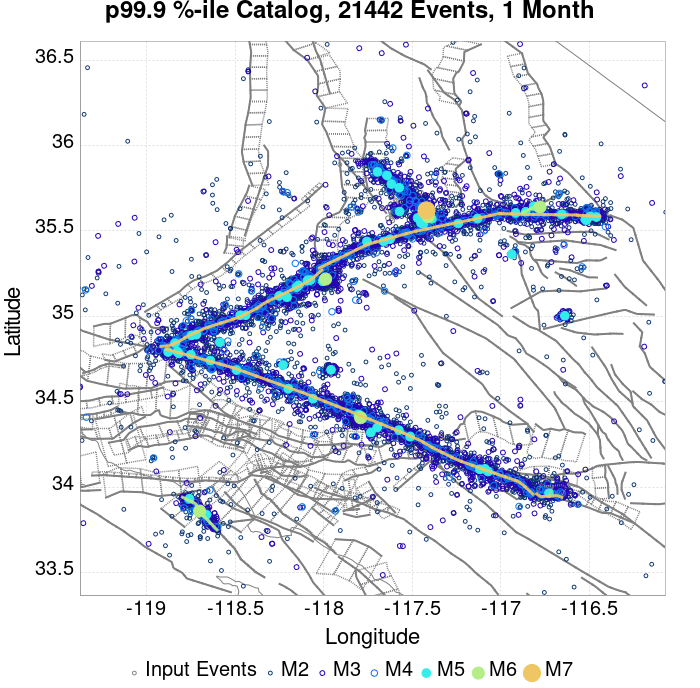 p99.9 %-ile Catalog, 21442 Events, 1 Month
36.5
36
35.5
35
34.5
34
33.5
Latitude
-119 -118.5 -118 -117.5 -117 -116.5
Longitude
Input Events M2 M3 M4 M5 M6 M7